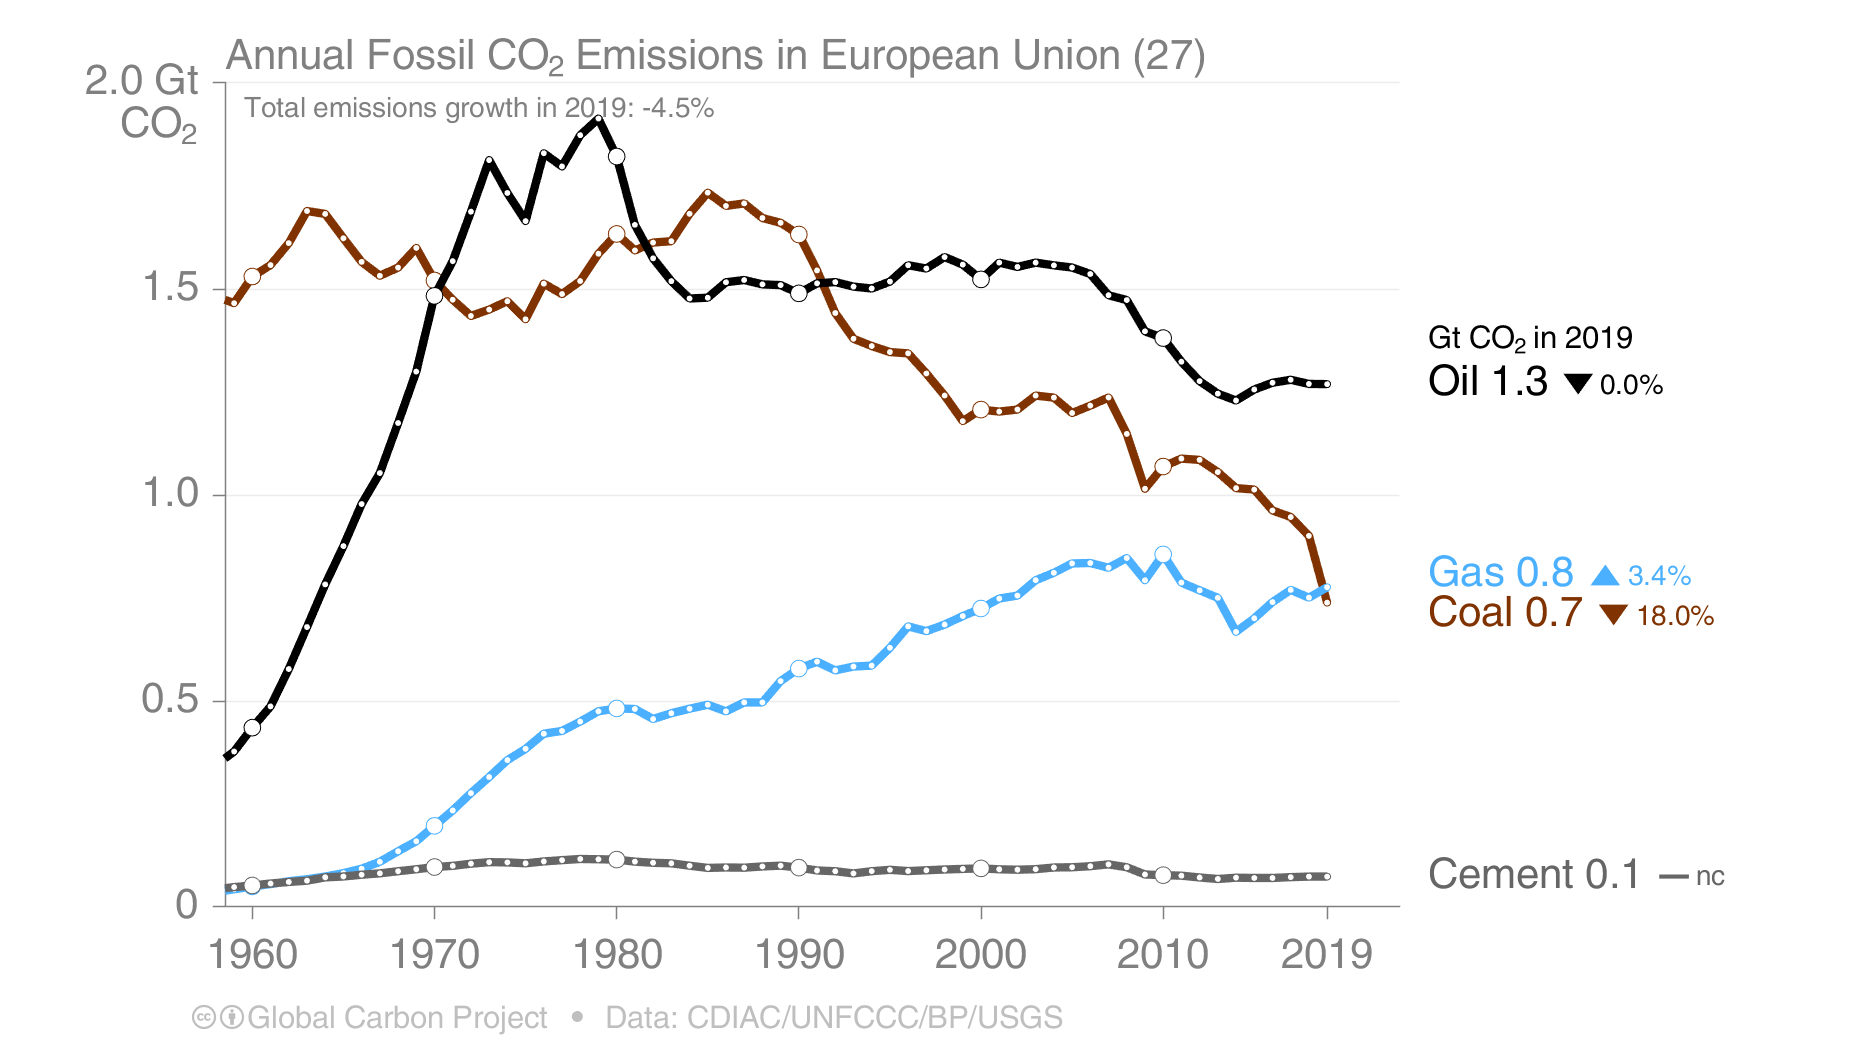 Annual Fossil CO₂ Emissions in European Union (27)
2.0 Gt
CO₂
Total emissions growth in 2019: -4.5%
1.5
1.0
0.5
0
1960 1970 1980 1990 2000 2010 2019
Gt CO₂ in 2019
Oil 1.3 ▼ 0.0%
Gas 0.8 ▲ 3.4%
Coal 0.7 ▼ 18.0%
Cement 0.1 — nc
cc Global Carbon Project • Data: CDIAC/UNFCCC/BP/USGS